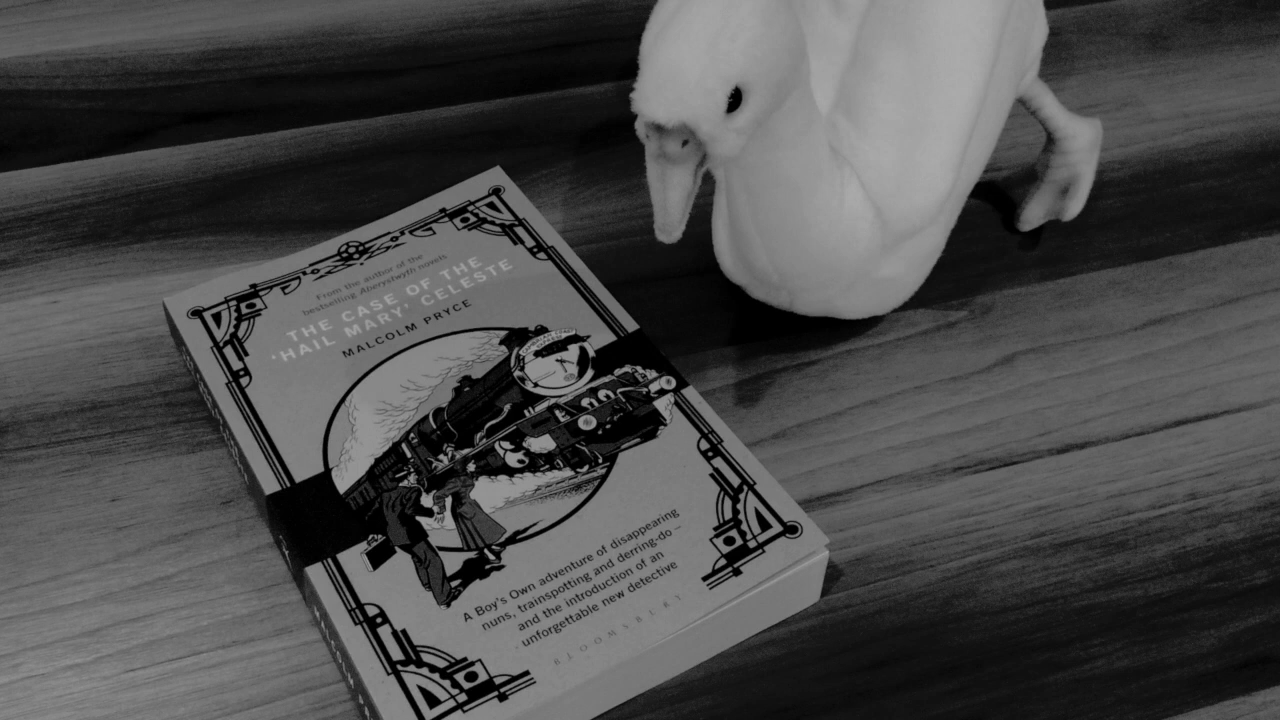 From the author of the
bestselling Aberystwyth novels
THE CASE OF THE
'HAIL MARY' CELESTE
MALCOLM PRYCE
A Boy's Own adventure of disappearing
nuns, trainspotting and derring-do –
and the introduction of an
unforgettable new detective
BLOOMSBURY